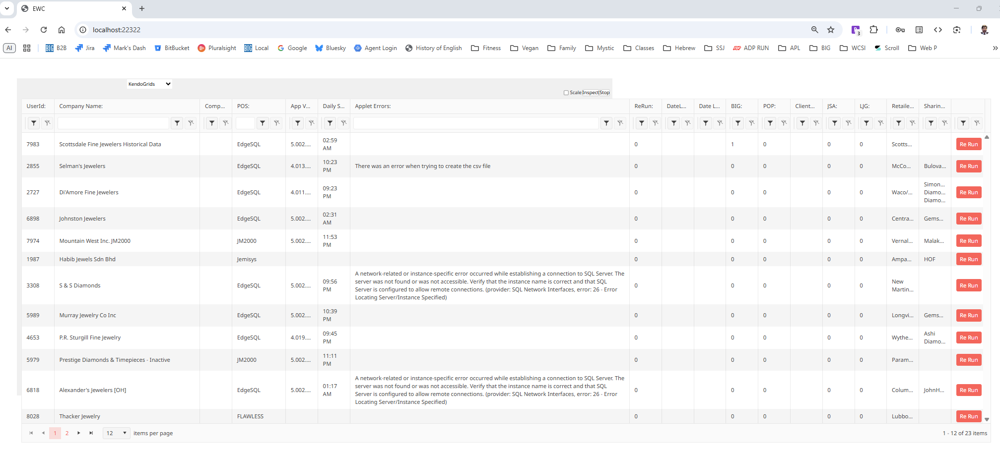 EWC
localhost:22322
3
AI
BIG B2B
Jira
Mark's Dash
BitBucket
Pluralsight
BIG Local
Google
Bluesky
Agent Login
History of English
Fitness
Vegan
Family
Mystic
Classes
Hebrew
SSJ
ADP RUN
APL
BIG
WCSI
Scroll
Web P
KendoGrids
Scale Inspect Stop
UserId: Company Name: Comp... POS: App V... Daily S... Applet Errors: ReRun: DateL... Date L... BIG: POP: Client... JSA: LJG: Retaile... Sharin...
7983 Scottsdale Fine Jewelers Historical Data EdgeSQL 5.002.... 02:59 AM 0 1 0 0 0 Scotts... Re Run
2855 Selman's Jewelers EdgeSQL 4.013.... 10:23 PM There was an error when trying to create the csv file 0 0 0 0 0 McCo... Bulova... Re Run
2727 Di'Amore Fine Jewelers EdgeSQL 4.011.... 09:23 PM 0 0 0 0 0 Waco/... Simon... Diamo... Diamo... Re Run
6898 Johnston Jewelers EdgeSQL 5.002.... 02:31 AM 0 0 0 0 0 Centra... Gems... Re Run
7974 Mountain West Inc. JM2000 JM2000 5.002.... 11:53 PM 0 0 0 0 0 Vernal... Malak... Re Run
1987 Habib Jewels Sdn Bhd Jemisys 0 0 0 0 0 Ampa... HOF Re Run
3308 S & S Diamonds EdgeSQL 5.002.... 09:56 PM
A network-related or instance-specific error occurred while establishing a connection to SQL Server. The
server was not found or was not accessible. Verify that the instance name is correct and that SQL
Server is configured to allow remote connections. (provider: SQL Network Interfaces, error: 26 - Error
Locating Server/Instance Specified)
0 0 0 0 0 New Martin... Re Run
5989 Murray Jewelry Co Inc EdgeSQL 5.002.... 10:39 PM 0 0 0 0 0 Longvi... Gems... Re Run
4653 P.R. Sturgill Fine Jewelry EdgeSQL 4.019.... 09:45 PM 0 0 0 0 0 Wythe... Ashi Diamo... Re Run
5979 Prestige Diamonds & Timepieces - Inactive JM2000 5.002.... 11:11 PM 0 0 0 0 0 Param... Re Run
6818 Alexander's Jewelers [OH] EdgeSQL 5.002.... 01:17 AM
A network-related or instance-specific error occurred while establishing a connection to SQL Server. The
server was not found or was not accessible. Verify that the instance name is correct and that SQL
Server is configured to allow remote connections. (provider: SQL Network Interfaces, error: 26 - Error
Locating Server/Instance Specified)
0 0 0 0 0 Colum... JohnH... Re Run
8028 Thacker Jewelry FLAWLESS 0 0 0 0 0 Lubbo... Re Run
1 2 12 items per page 1 - 12 of 23 items